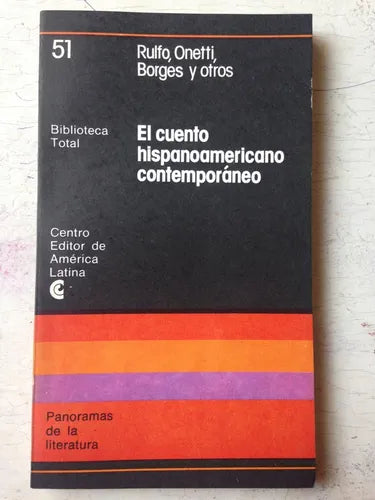 51
Rulfo, Onetti,
Borges y otros
Biblioteca
Total
El cuento
hispanoamericano
contemporáneo
Centro
Editor de
América
Latina
Panoramas
de la
literatura